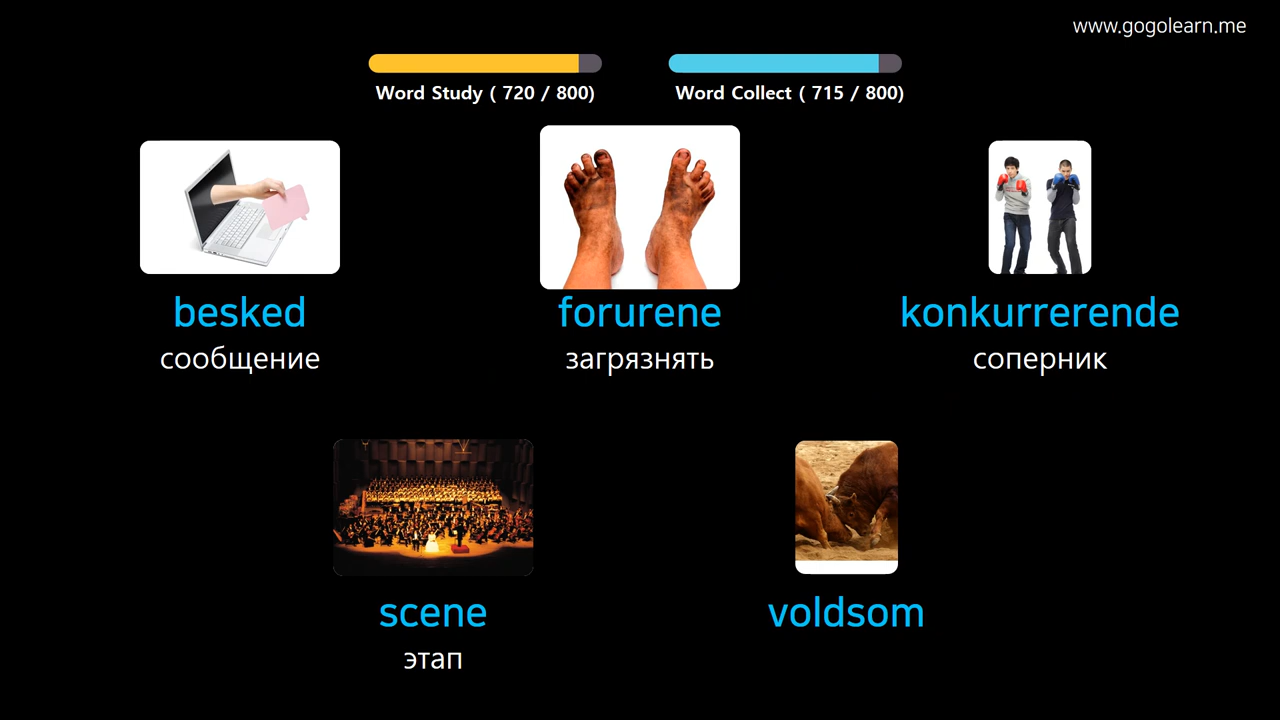 www.gogolearn.me
Word Study ( 720 / 800)
Word Collect ( 715 / 800)
besked
сообщение
forurene
загрязнять
konkurrerende
соперник
scene
этап
voldsom